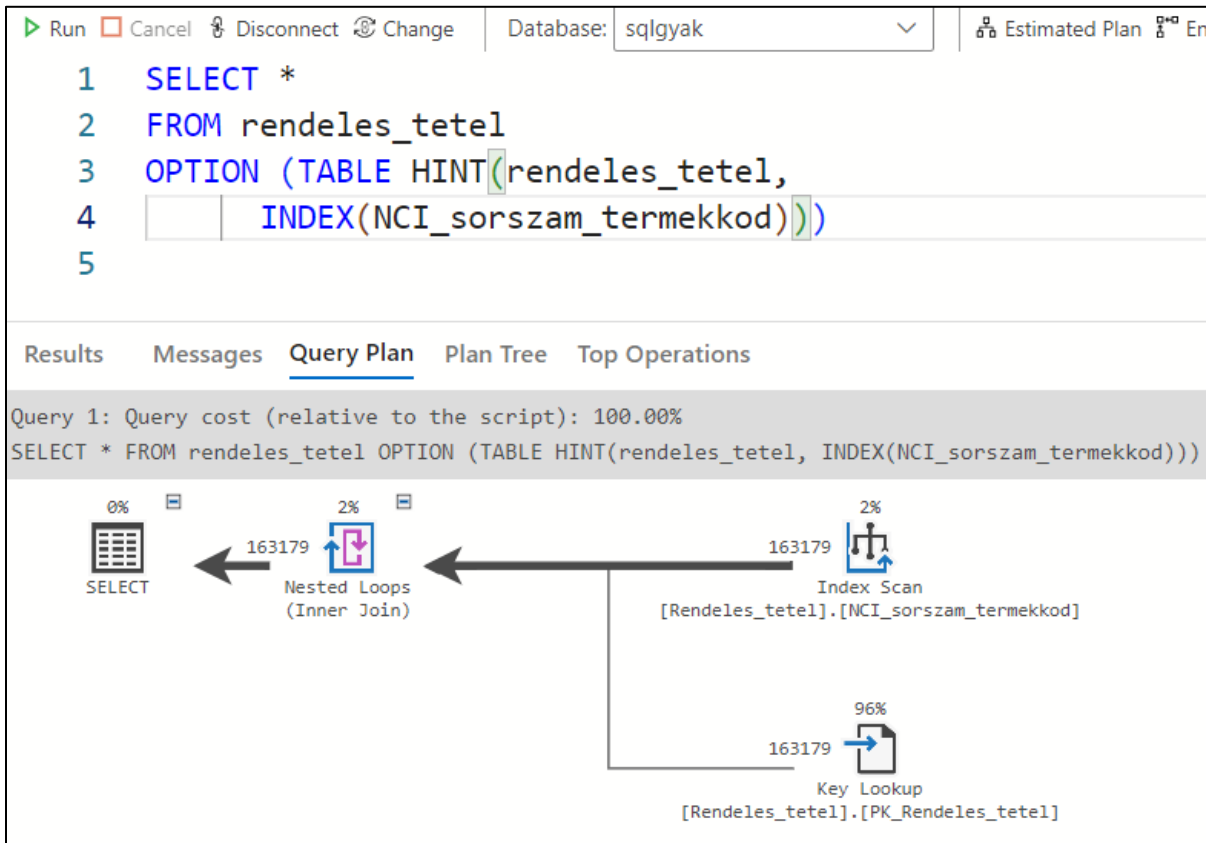 Run Cancel Disconnect Change Database: sqlgyak Estimated Plan En
1 SELECT *
2 FROM rendeles_tetel
3 OPTION (TABLE HINT(rendeles_tetel,
4 INDEX(NCI_sorszam_termekkod)))
5
Results Messages Query Plan Plan Tree Top Operations
Query 1: Query cost (relative to the script): 100.00%
SELECT * FROM rendeles_tetel OPTION (TABLE HINT(rendeles_tetel, INDEX(NCI_sorszam_termekkod)))
0% 2% 2%
163179 163179
SELECT Nested Loops Index Scan
(Inner Join) [Rendeles_tetel].[NCI_sorszam_termekkod]
96%
163179
Key Lookup
[Rendeles_tetel].[PK_Rendeles_tetel]